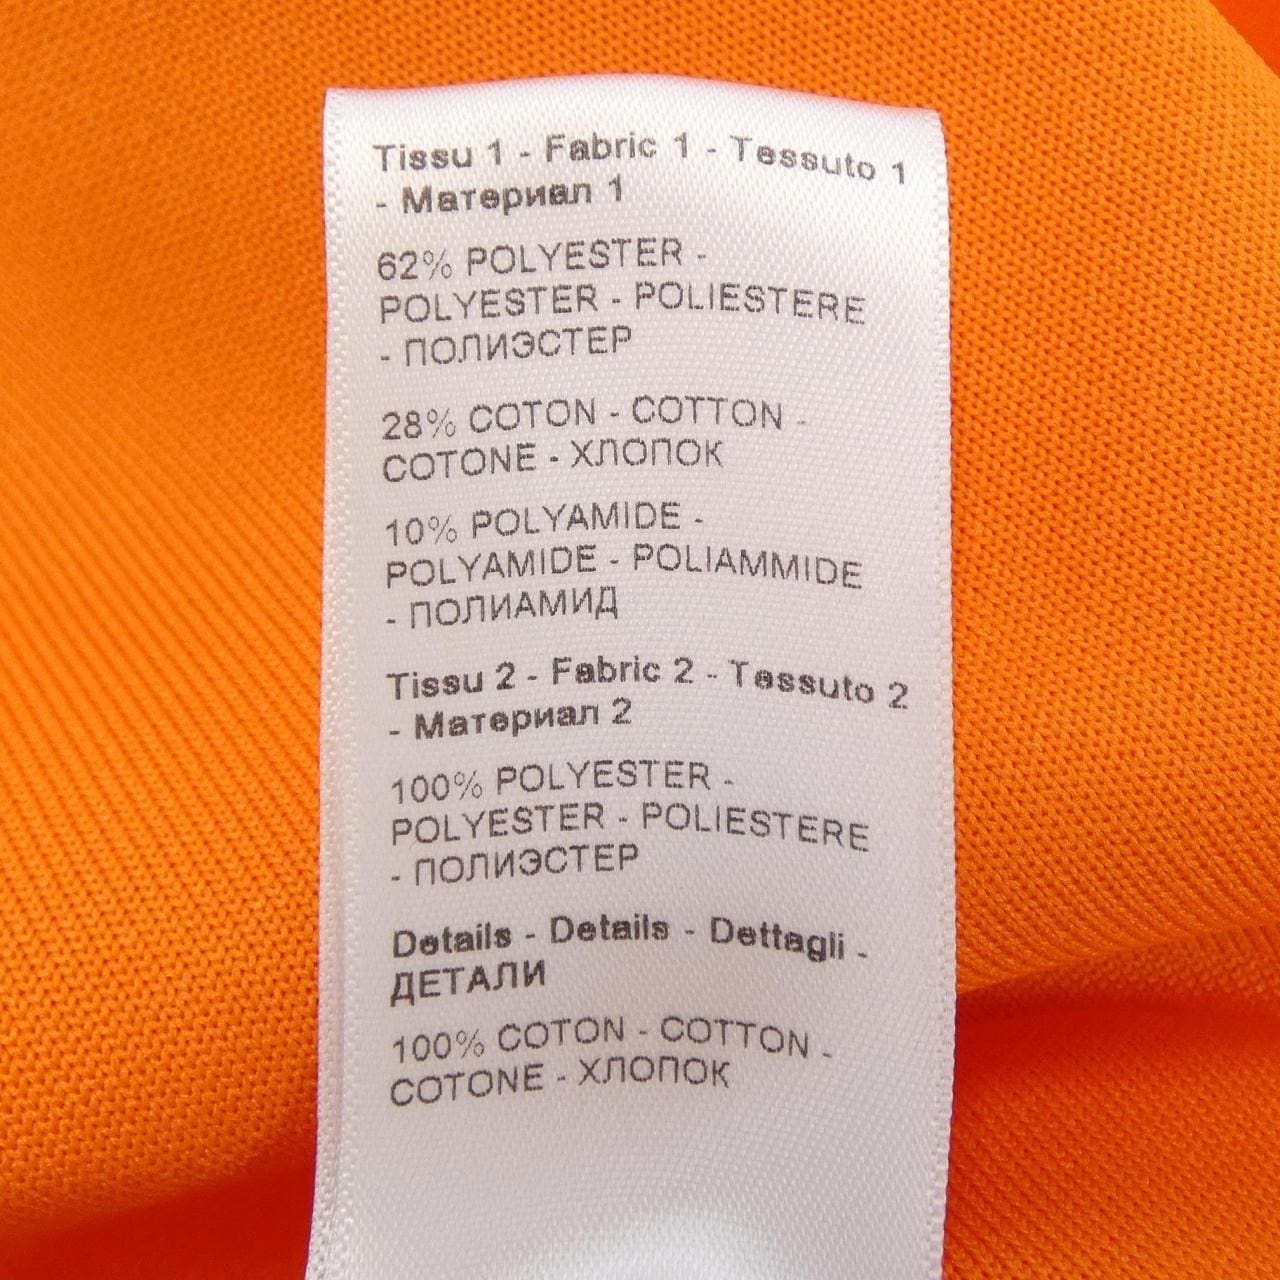 Tissu 1 - Fabric 1 - Tessuto 1
- Материал 1
62% POLYESTER -
POLYESTER - POLIESTERE
- ПОЛИЭСТЕР
28% COTON - COTTON -
COTONE - ХЛОПОК
10% POLYAMIDE -
POLYAMIDE - POLIAMMIDE
- ПОЛИАМИД
Tissu 2 - Fabric 2 - Tessuto 2
- Материал 2
100% POLYESTER -
POLYESTER - POLIESTERE
- ПОЛИЭСТЕР
Details - Details - Dettagli -
ДЕТАЛИ
100% COTON - COTTON -
COTONE - ХЛОПОК